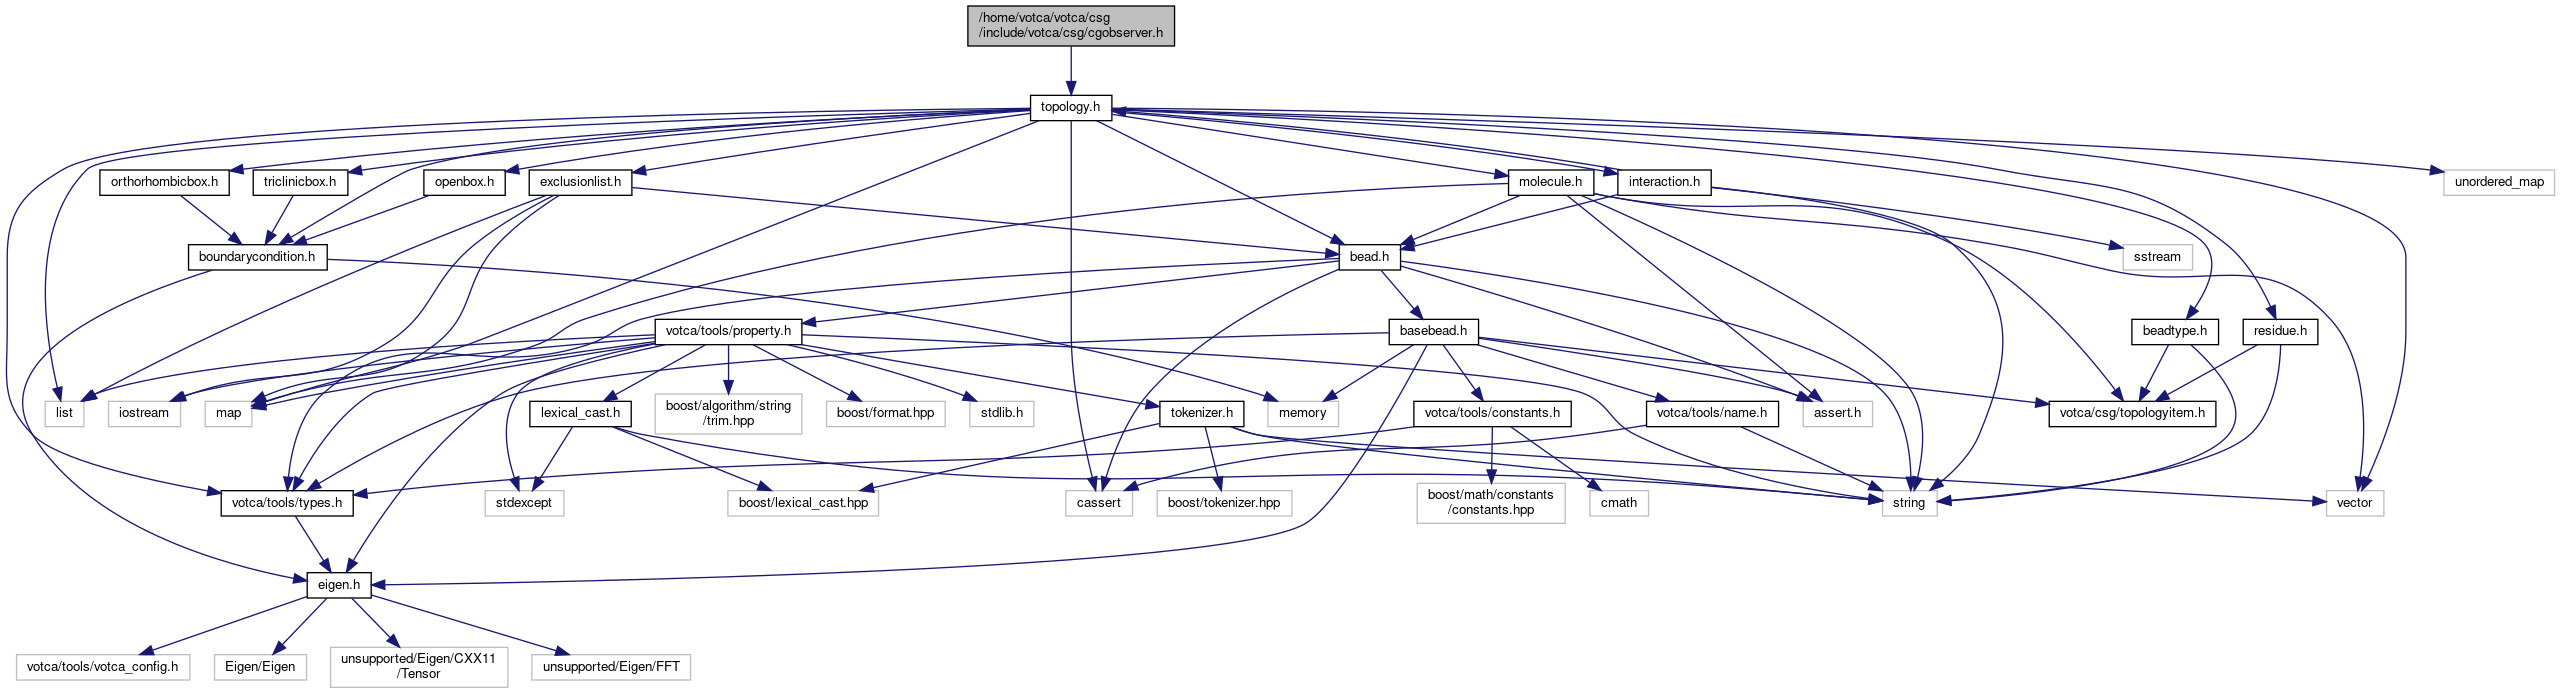 /home/votca/votca/csg
/include/votca/csg/cgobserver.h
topology.h
orthorhombicbox.h
triclinicbox.h
openbox.h
exclusionlist.h
molecule.h
interaction.h
unordered_map
boundarycondition.h
bead.h
sstream
votca/tools/property.h
basebead.h
beadtype.h
residue.h
list
iostream
map
lexical_cast.h
boost/algorithm/string
/trim.hpp
boost/format.hpp
stdlib.h
tokenizer.h
memory
votca/tools/constants.h
votca/tools/name.h
assert.h
votca/csg/topologyitem.h
votca/tools/types.h
stdexcept
boost/lexical_cast.hpp
cassert
boost/tokenizer.hpp
boost/math/constants
/constants.hpp
cmath
string
vector
eigen.h
votca/tools/votca_config.h
Eigen/Eigen
unsupported/Eigen/CXX11
/Tensor
unsupported/Eigen/FFT